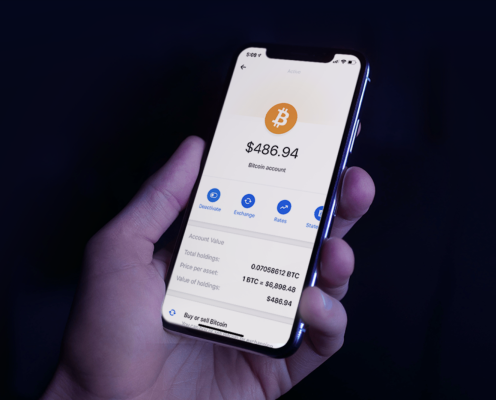 5:09
$486.94
Bitcoin account
Deactivate
Exchange
Rates
State
Account Value
Total holdings:
0.07058612 BTC
Price per asset:
1 BTC = $6,898.48
Value of holdings:
$486.94
Buy or sell Bitcoin